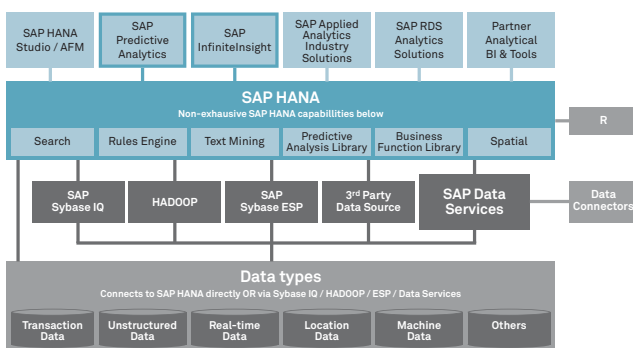 SAP HANA
Studio / AFM
SAP
Predictive
Analytics
SAP
InfiniteInsight
SAP Applied
Analytics
Industry
Solutions
SAP RDS
Analytics
Solutions
Partner
Analytical
BI & Tools
SAP HANA
Non-exhausive SAP HANA capabillities below
Search
Rules Engine
Text Mining
Predictive
Analysis Library
Business
Function Library
Spatial
R
SAP
Sybase IQ
HADOOP
SAP
Sybase ESP
3rd Party
Data Source
SAP Data
Services
Data
Connectors
Data types
Connects to SAP HANA directly OR via Sybase IQ / HADOOP / ESP / Data Services
Transaction
Data
Unstructured
Data
Real-time
Data
Location
Data
Machine
Data
Others